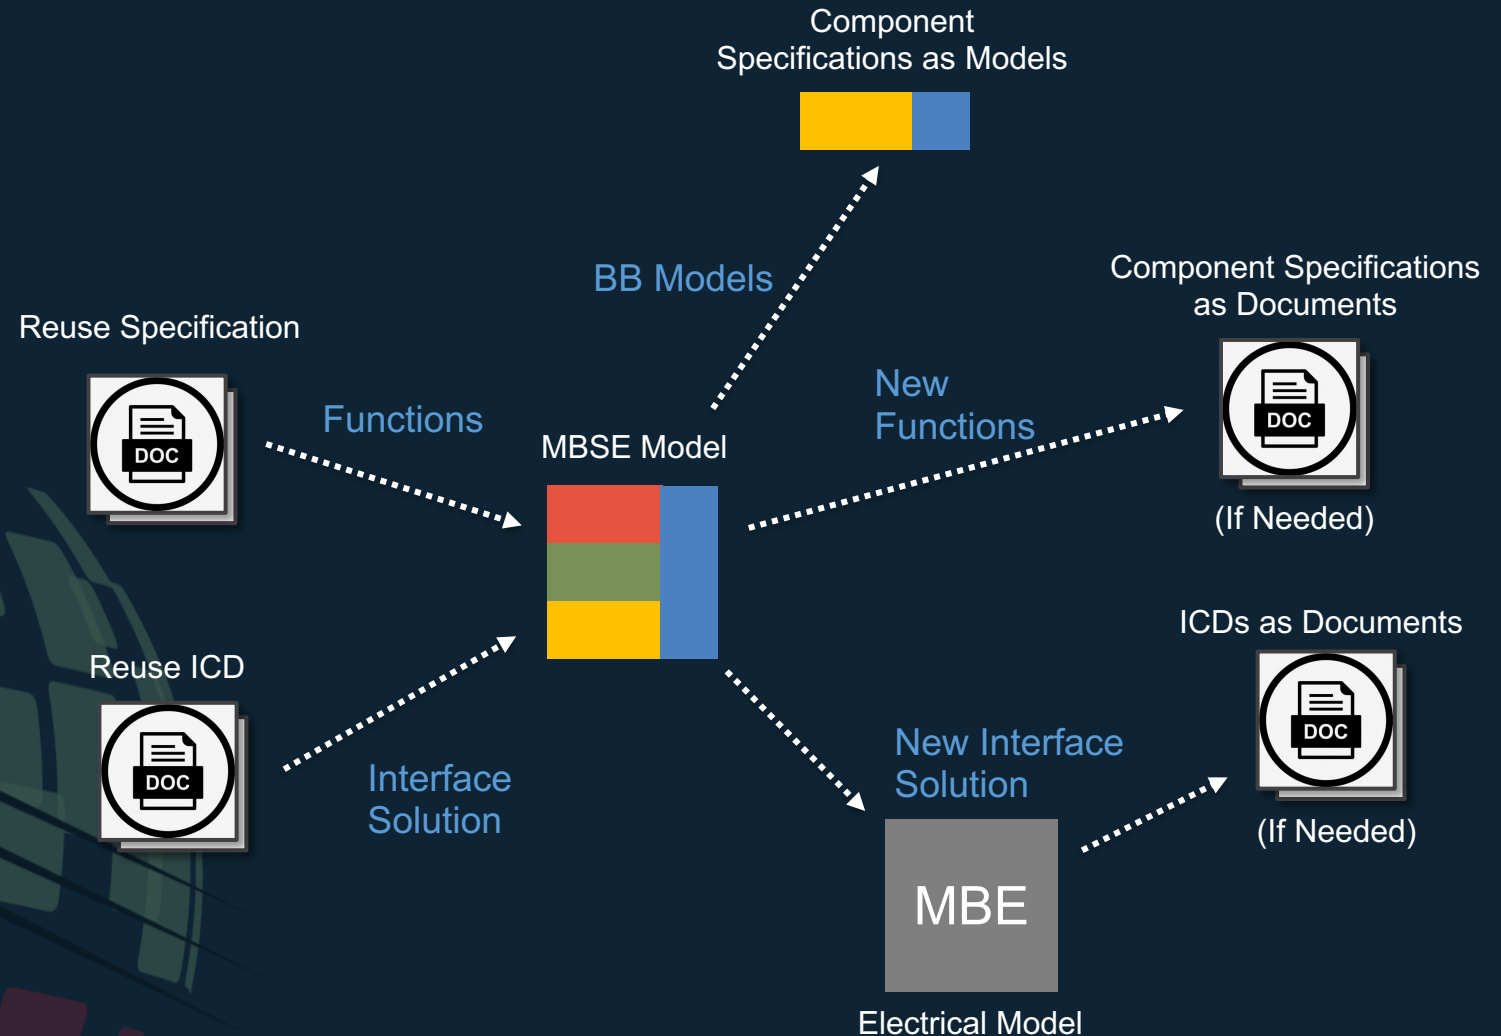 Component
Specifications as Models
BB Models
Component Specifications
as Documents
Reuse Specification
DOC
Functions
MBSE Model
New
Functions
DOC
(If Needed)
Reuse ICD
DOC
Interface
Solution
New Interface
Solution
ICDs as Documents
DOC
(If Needed)
MBE
Electrical Model